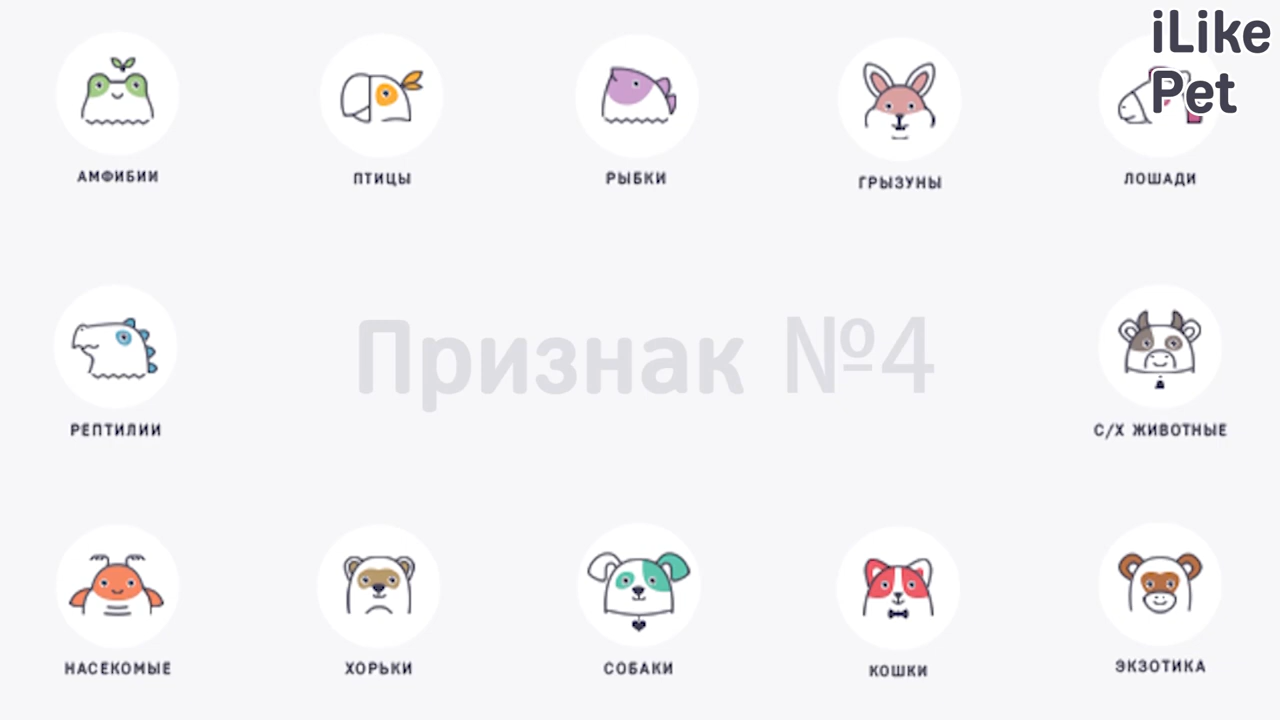 iLike
Pet
АМФИБИИ
ПТИЦЫ
РЫБКИ
ГРЫЗУНЫ
ЛОШАДИ
Признак №4
РЕПТИЛИИ
С/Х ЖИВОТНЫЕ
НАСЕКОМЫЕ
ХОРЬКИ
СОБАКИ
КОШКИ
ЭКЗОТИКА